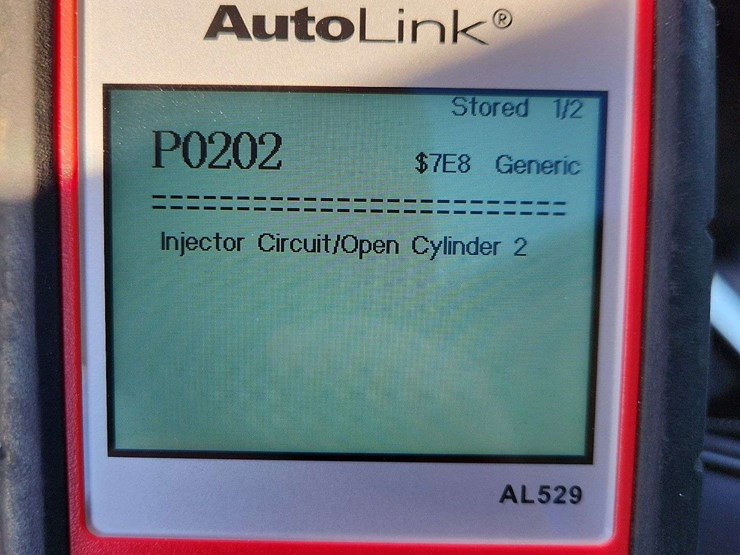 AutoLink®
Stored 1/2
P0202 $7E8 Generic
==========================
Injector Circuit/Open Cylinder 2
AL529